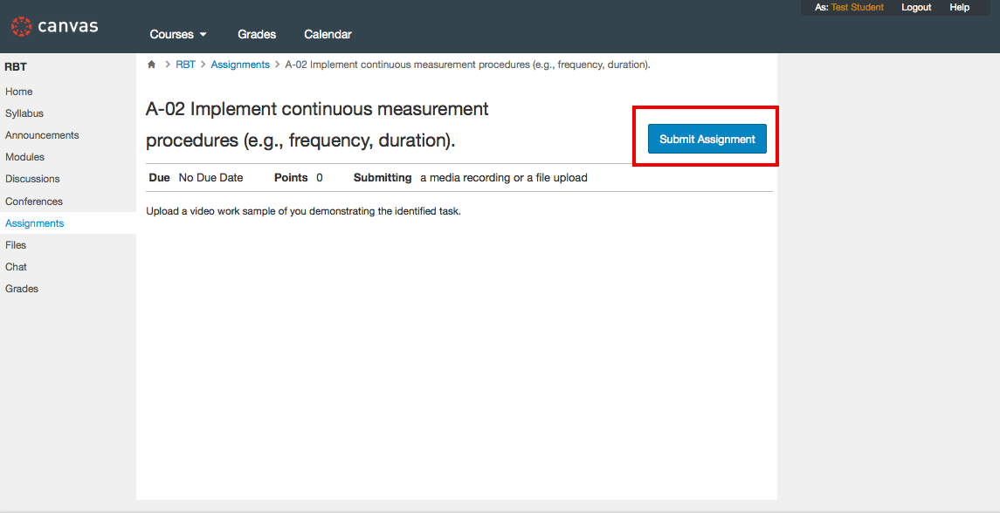 As: Test Student Logout Help
canvas
Courses Grades Calendar
RBT
Home
Syllabus
Announcements
Modules
Discussions
Conferences
Assignments
Files
Chat
Grades
RBT Assignments A-02 Implement continuous measurement procedures (e.g., frequency, duration).
A-02 Implement continuous measurement
procedures (e.g., frequency, duration).
Submit Assignment
Due No Due Date Points 0 Submitting a media recording or a file upload
Upload a video work sample of you demonstrating the identified task.